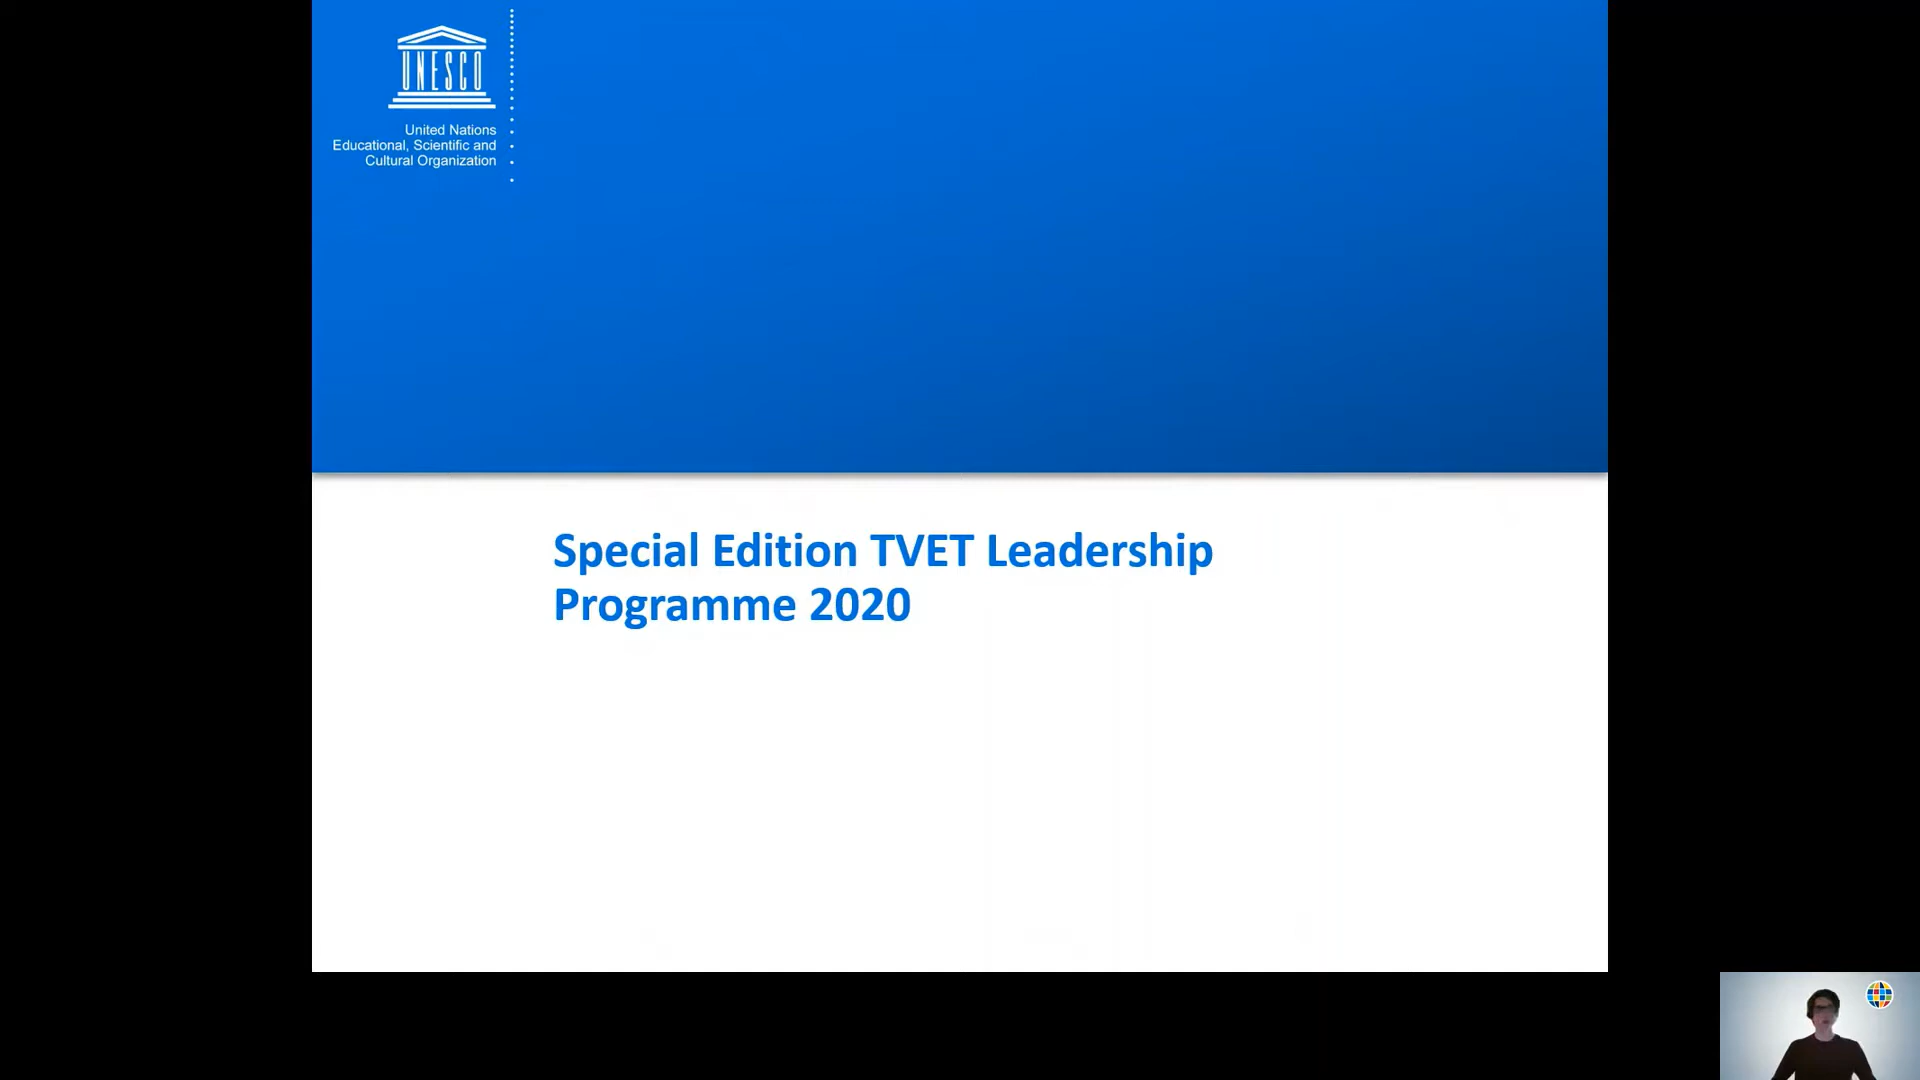 UNESCO
United Nations
Educational, Scientific and
Cultural Organization
Special Edition TVET Leadership
Programme 2020